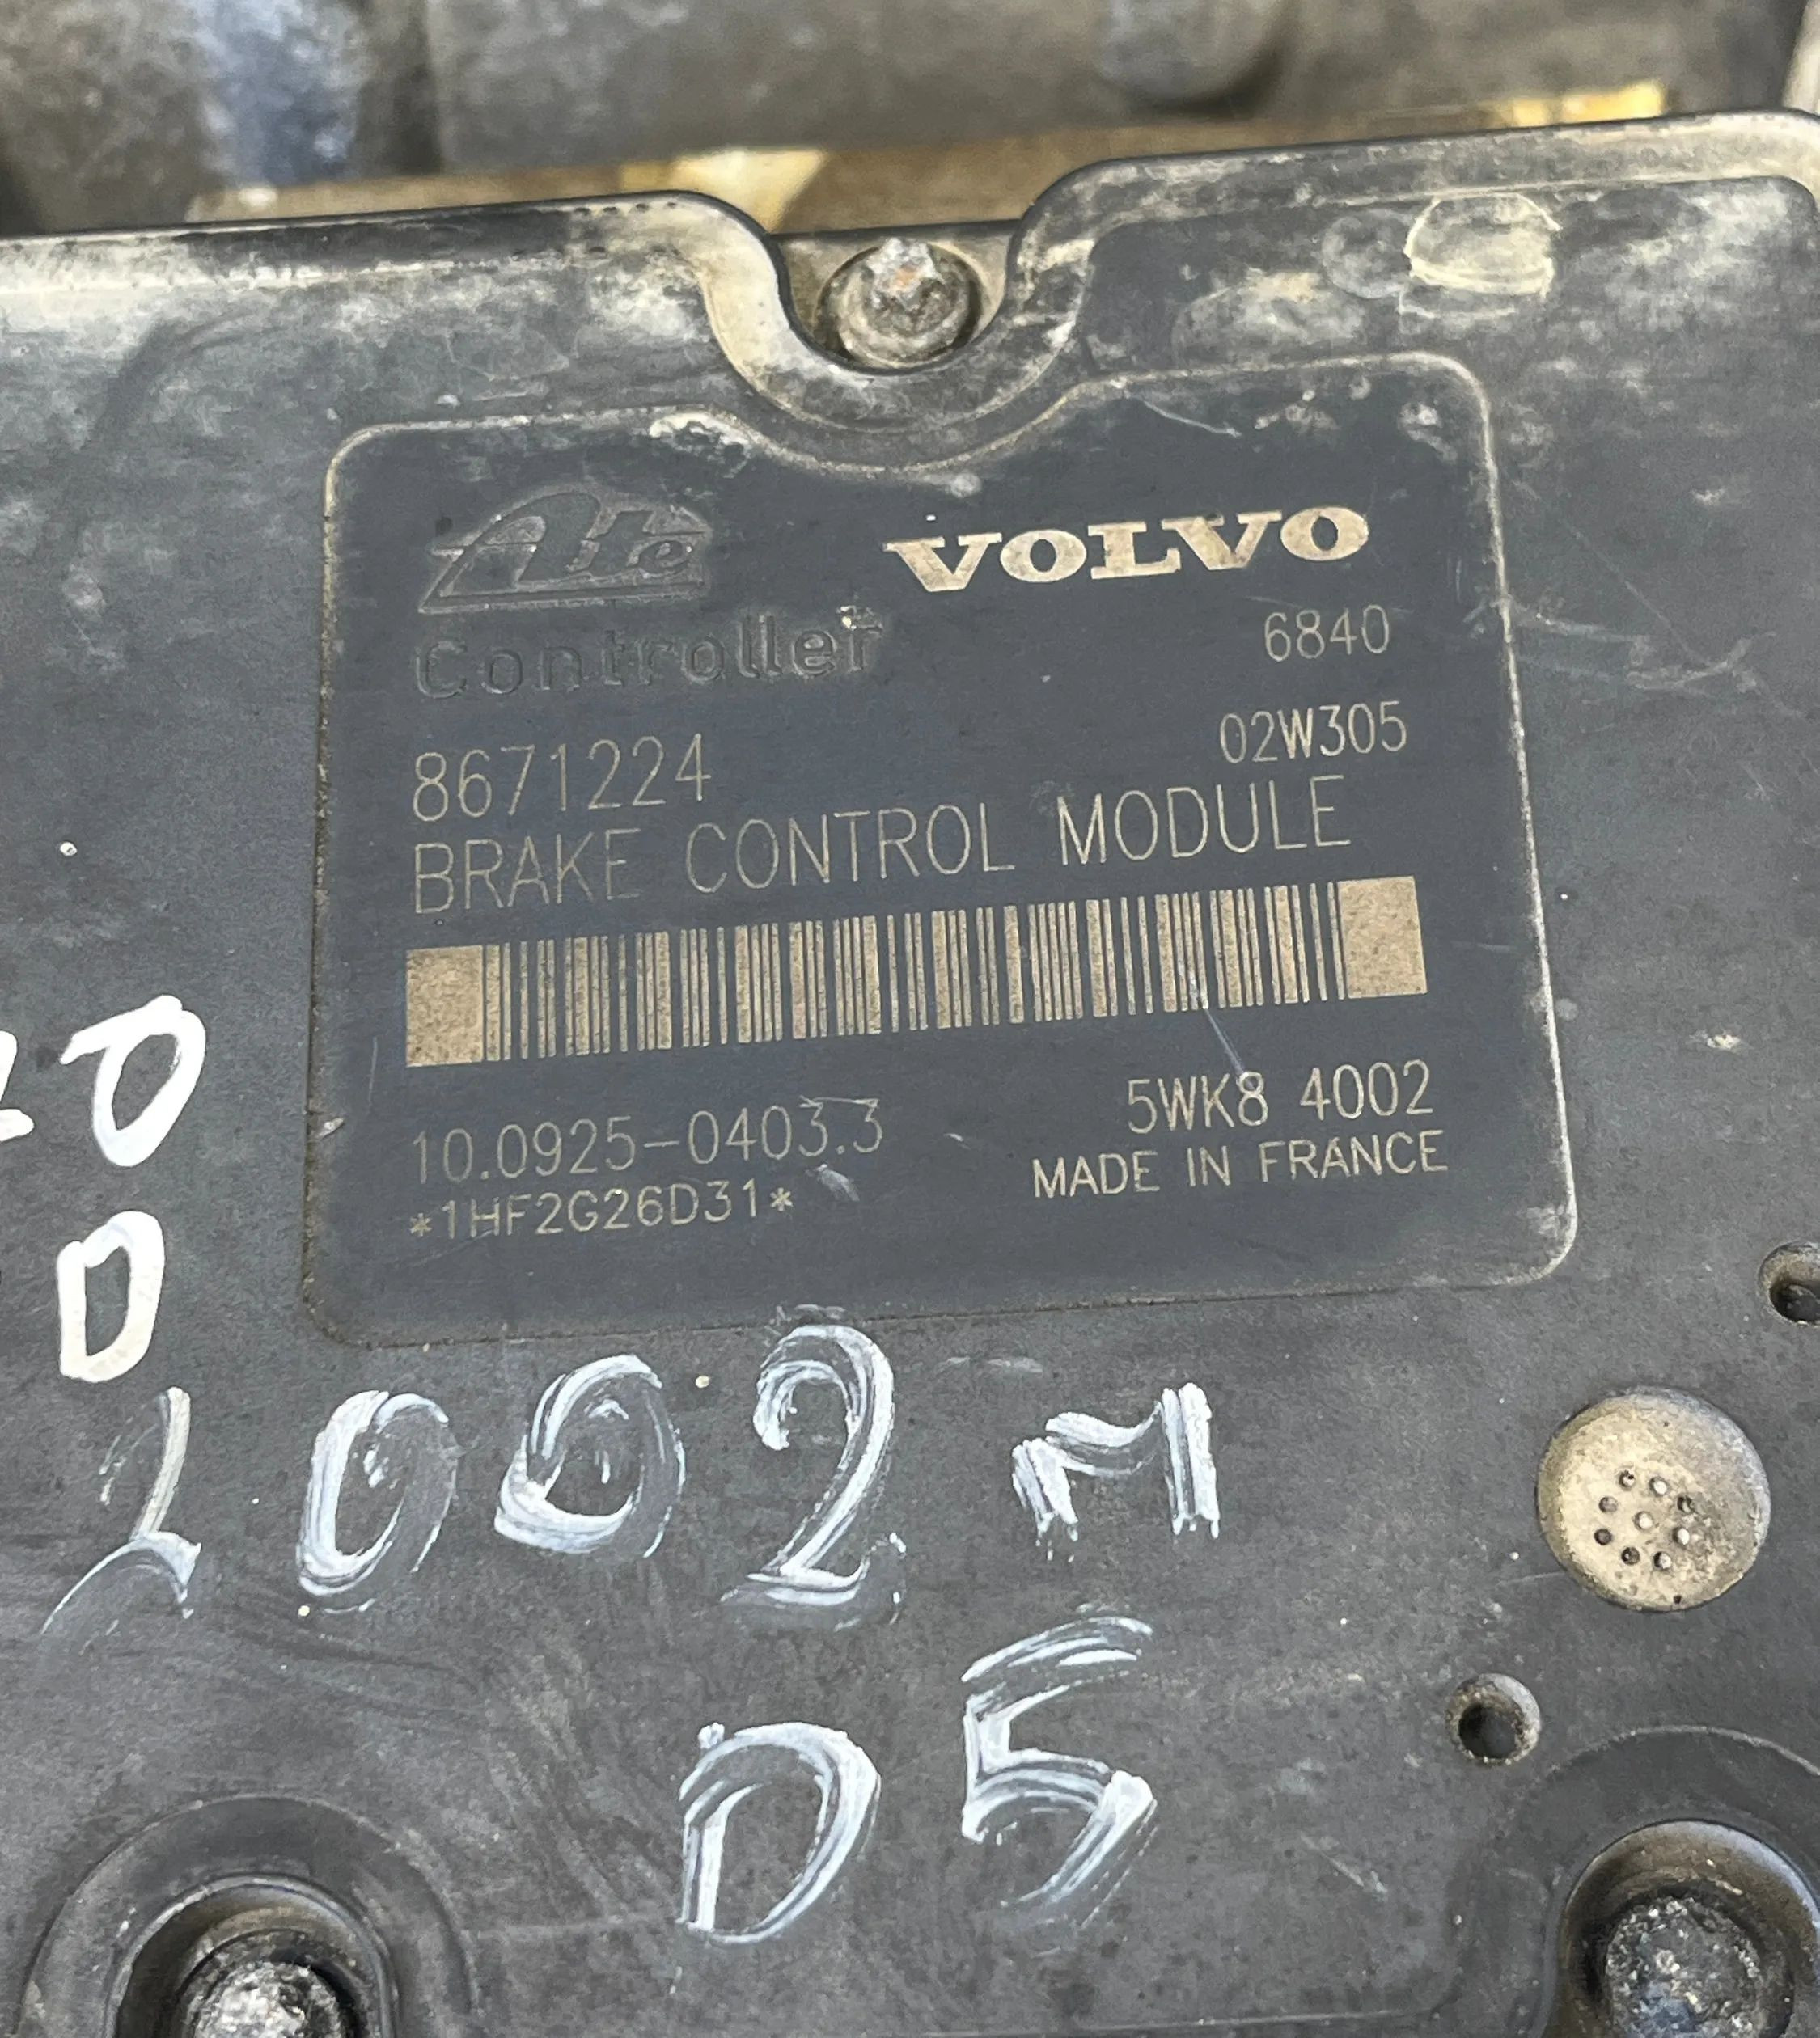 Ate VOLVO
Controller 6840
8671224 02W305
BRAKE CONTROL MODULE
10.0925-0403.3 5WK8 4002
*1HF2G26D31* MADE IN FRANCE
D
2002 M
D5